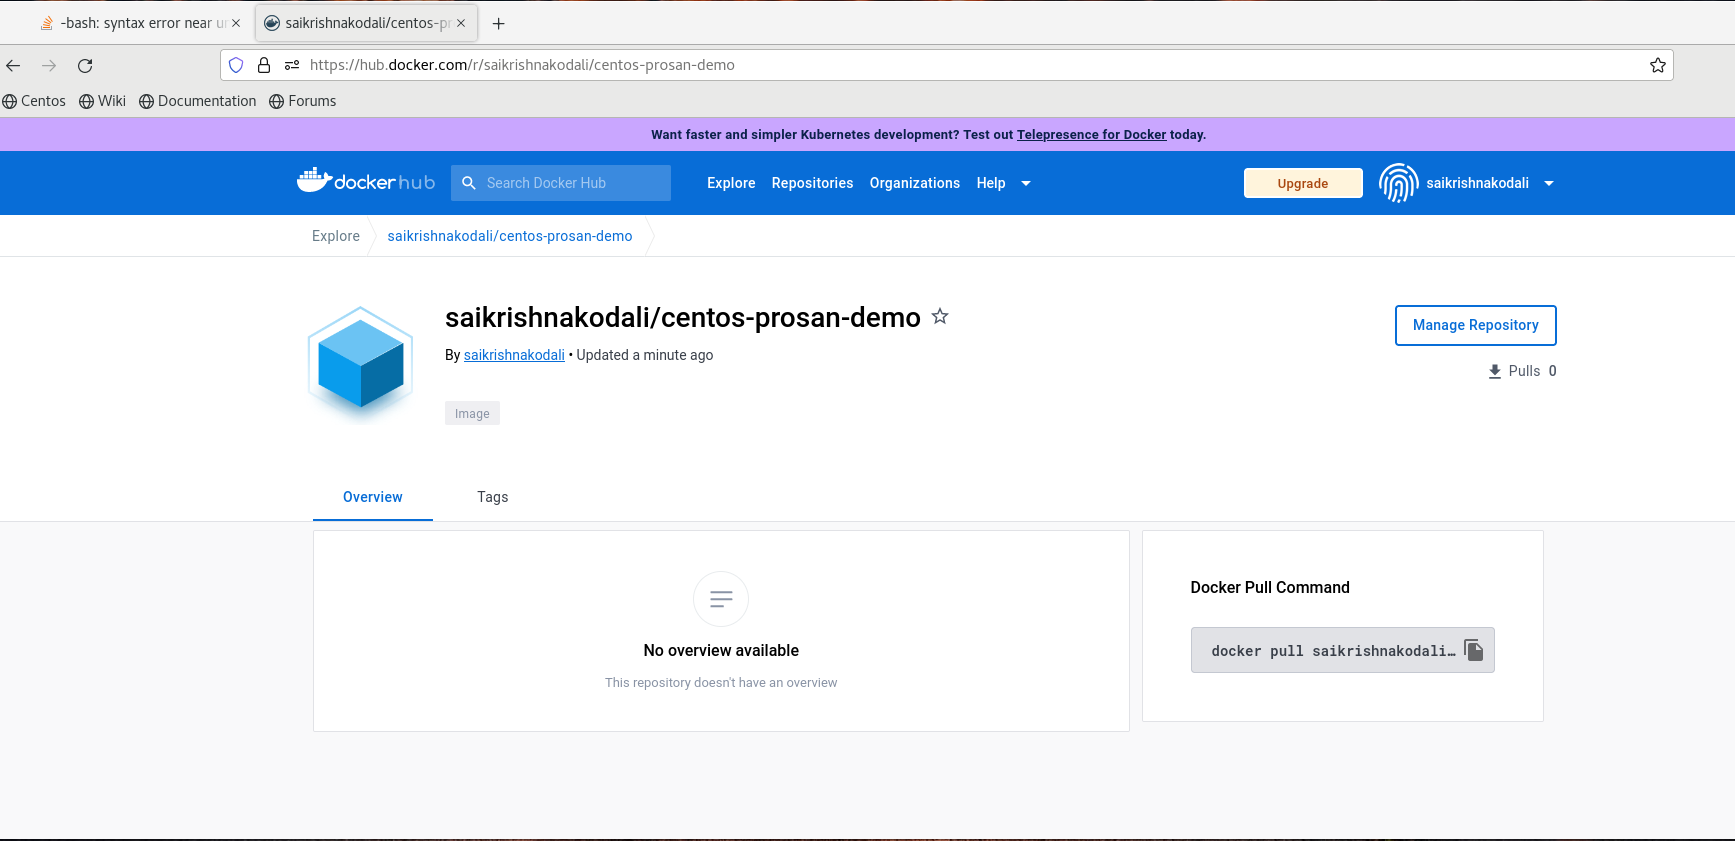 -bash: syntax error near
saikrishnakodali/centos-pr
https://hub.docker.com/r/saikrishnakodali/centos-prosan-demo
Centos Wiki Documentation Forums
Want faster and simpler Kubernetes development? Test out Telepresence for Docker today.
docker hub Search Docker Hub Explore Repositories Organizations Help Upgrade saikrishnakodali
Explore saikrishnakodali/centos-prosan-demo
saikrishnakodali/centos-prosan-demo
Manage Repository
By saikrishnakodali • Updated a minute ago
Pulls 0
Image
Overview Tags
Docker Pull Command
docker pull saikrishnakodali…
No overview available
This repository doesn't have an overview